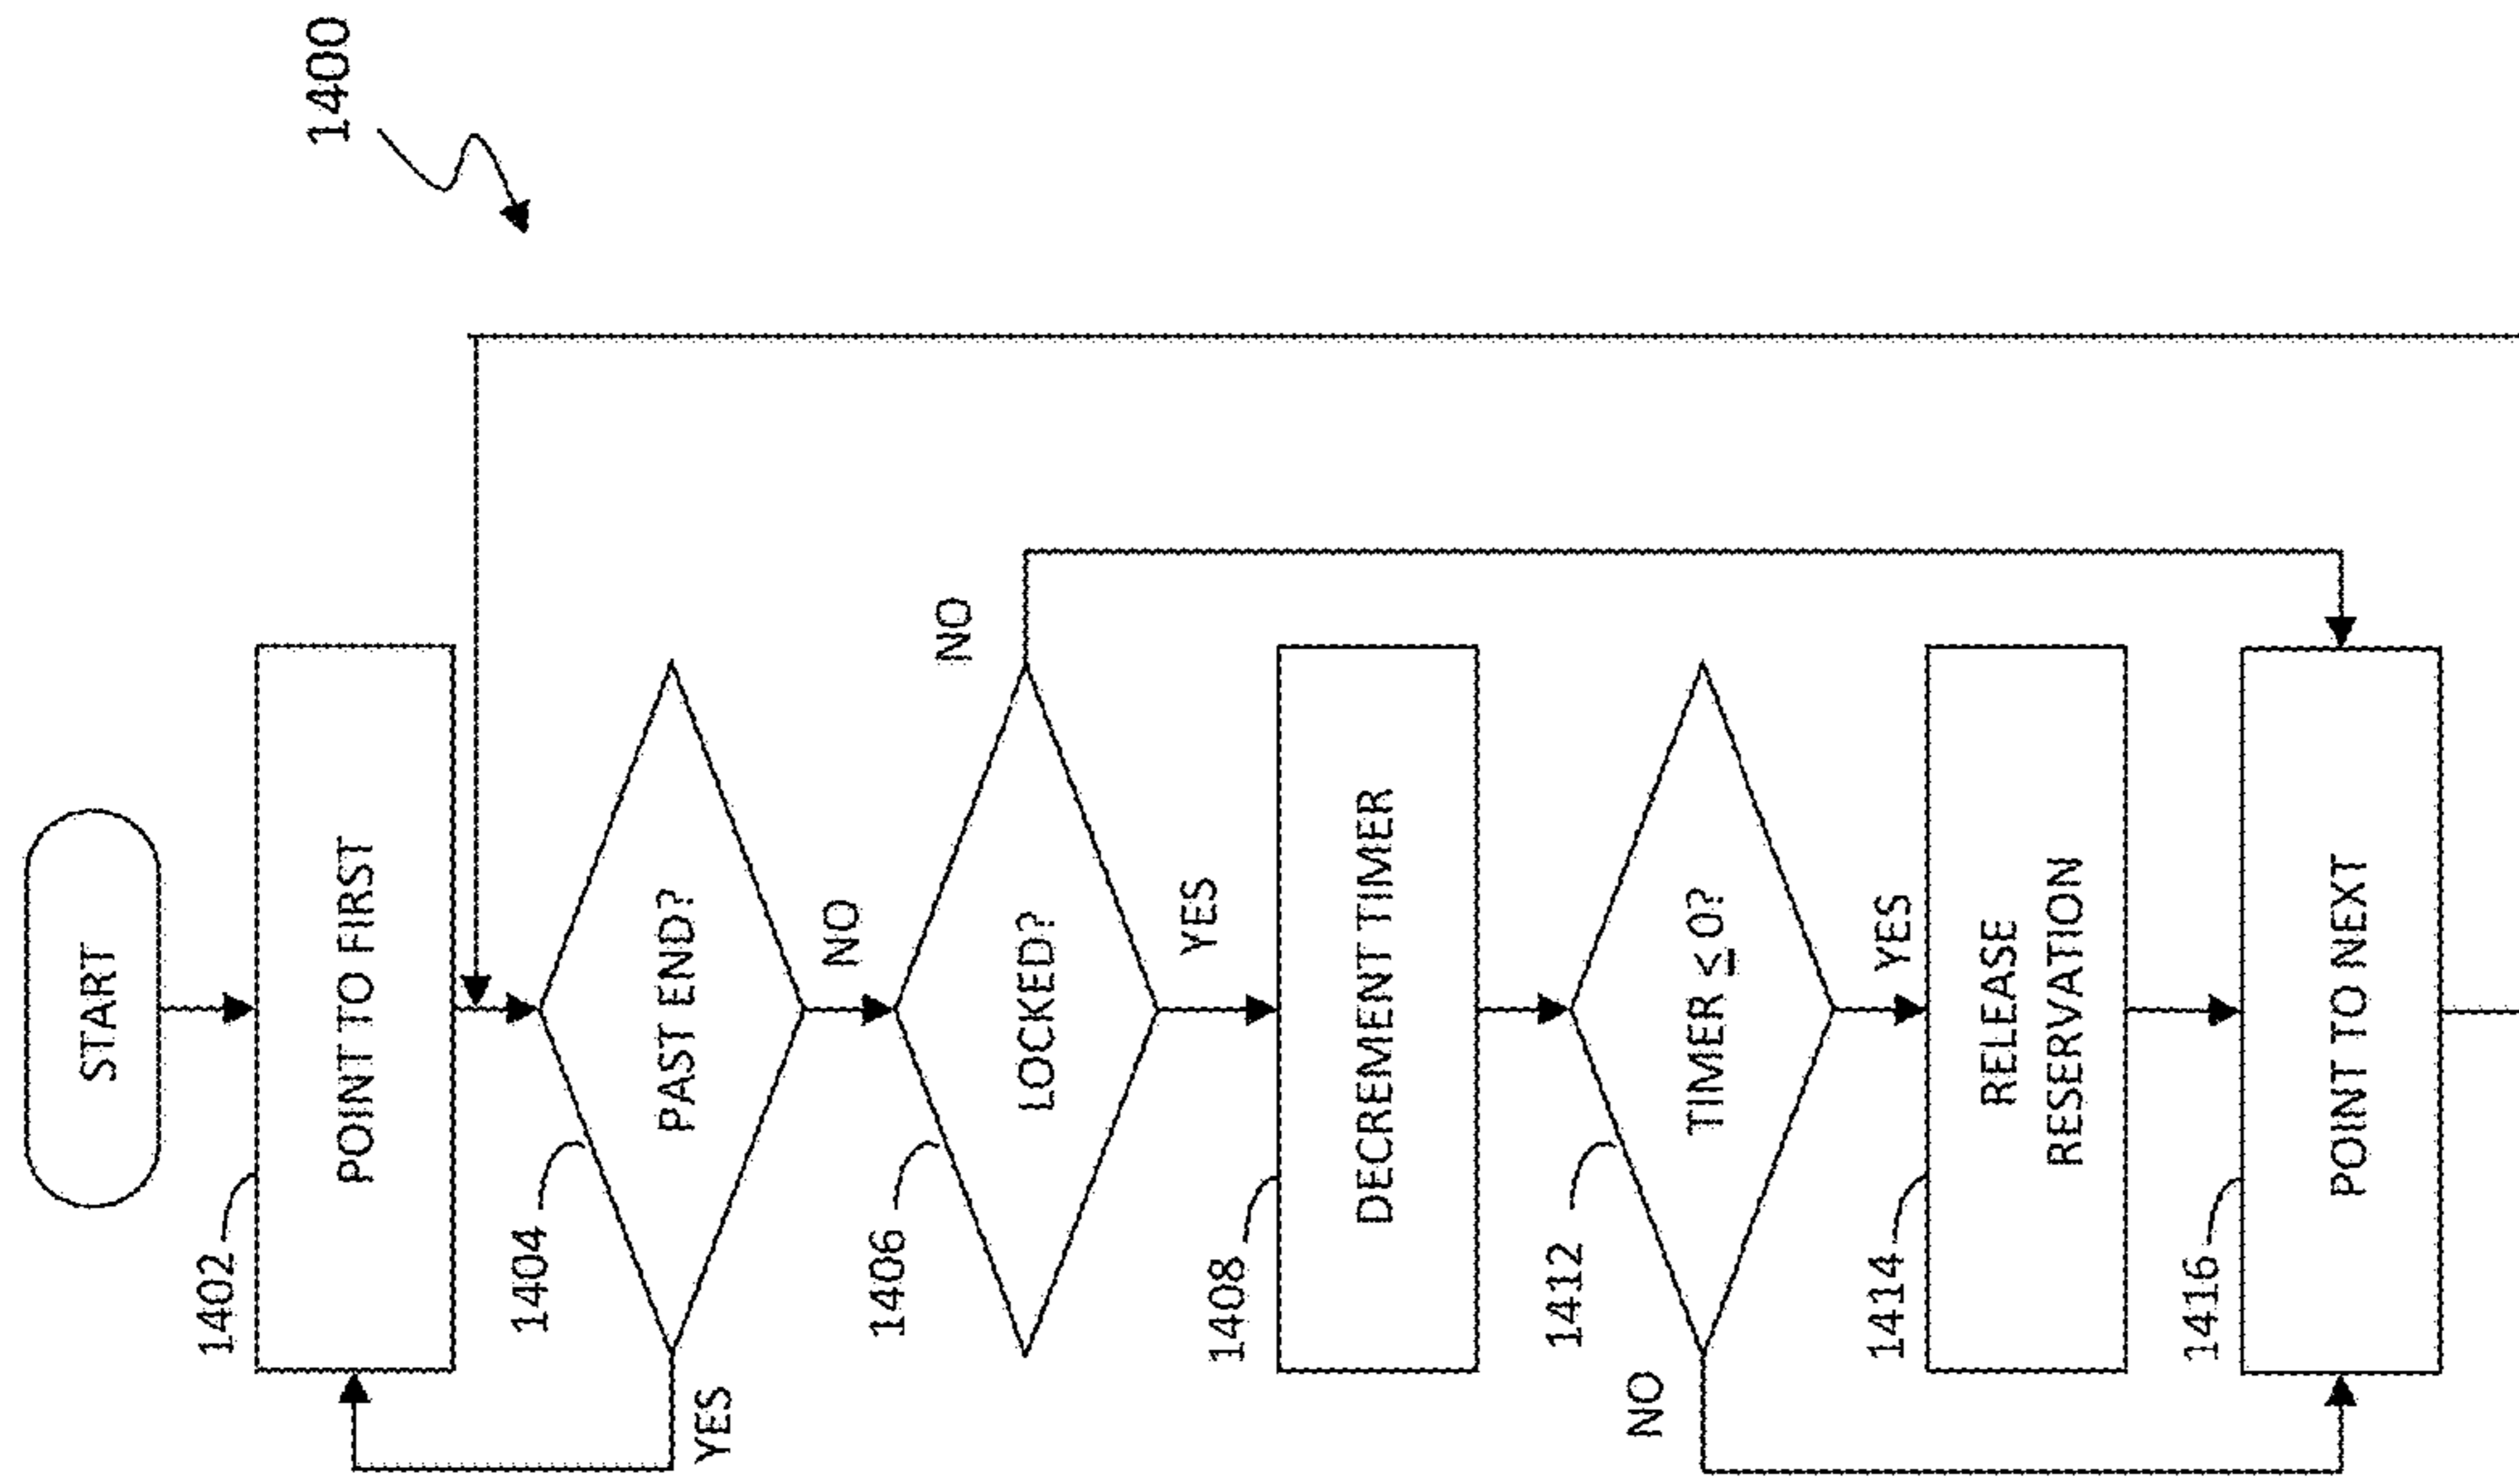 1400
START
1402
POINT TO FIRST
1404
PAST END?
YES
NO
1406
LOCKED?
NO
YES
1408
DECREMENT TIMER
1412
TIMER ≤ 0?
NO
YES
1414
RELEASE
RESERVATION
1416
POINT TO NEXT